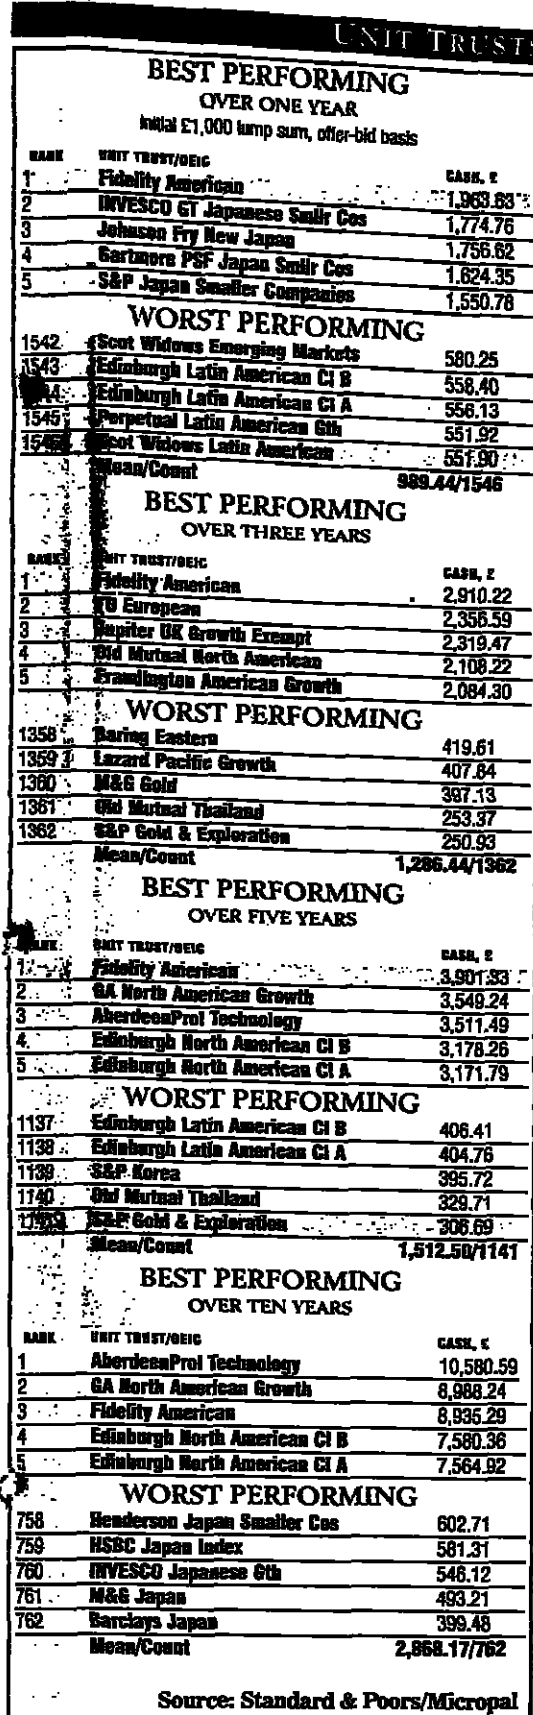 UNIT TRUSTS
BEST PERFORMING
OVER ONE YEAR
Initial £1,000 lump sum, offer-bid basis
RANK UNIT TRUST/OEIC CASH, £
1 Fidelity American 1,963.63
2 INVESCO GT Japanese Smllr Cos 1,774.76
3 Johnson Fry New Japan 1,756.62
4 Gartmore PSF Japan Smllr Cos 1,624.35
5 S&P Japan Smaller Companies 1,550.78
WORST PERFORMING
1542 Scot Widows Emerging Markets 580.25
1543 Edinburgh Latin American Cl B 558.40
Edinburgh Latin American Cl A 556.13
1545 Perpetual Latin American Gth 551.92
1546 Scot Widows Latin American 551.90
Mean/Count 989.44/1546
BEST PERFORMING
OVER THREE YEARS
RANK UNIT TRUST/OEIC CASH, £
1 Fidelity American 2,910.22
2 European 2,356.59
3 Jupiter UK Growth Exempt 2,319.47
4 Old Mutual North American 2,108.22
5 Framlington American Growth 2,084.30
WORST PERFORMING
1358 Baring Eastern 419.61
1359 Lazard Pacific Growth 407.84
1360 M&G Gold 397.13
1361 Old Mutual Thailand 253.37
1362 S&P Gold & Exploration 250.93
Mean/Count 1,286.44/1362
BEST PERFORMING
OVER FIVE YEARS
RANK UNIT TRUST/OEIC CASH, £
1 Fidelity American 3,901.33
2 GA North American Growth 3,549.24
3 AberdeenProl Technology 3,511.49
4 Edinburgh North American Cl B 3,178.26
5 Edinburgh North American Cl A 3,171.79
WORST PERFORMING
1137 Edinburgh Latin American Cl B 406.41
1138 Edinburgh Latin American Cl A 404.76
1139 S&P Korea 395.72
1140 Old Mutual Thailand 329.71
1141 S&P Gold & Exploration 306.69
Mean/Count 1,512.50/1141
BEST PERFORMING
OVER TEN YEARS
RANK UNIT TRUST/OEIC CASH, £
1 AberdeenProl Technology 10,580.59
2 GA North American Growth 8,988.24
3 Fidelity American 8,935.29
4 Edinburgh North American Cl B 7,580.36
5 Edinburgh North American Cl A 7,564.92
WORST PERFORMING
758 Henderson Japan Smaller Cos 602.71
759 HSBC Japan Index 581.31
760 INVESCO Japanese Gth 546.12
761 M&G Japan 493.21
762 Barclays Japan 399.48
Mean/Count 2,868.17/762
Source: Standard & Poors/Micropal